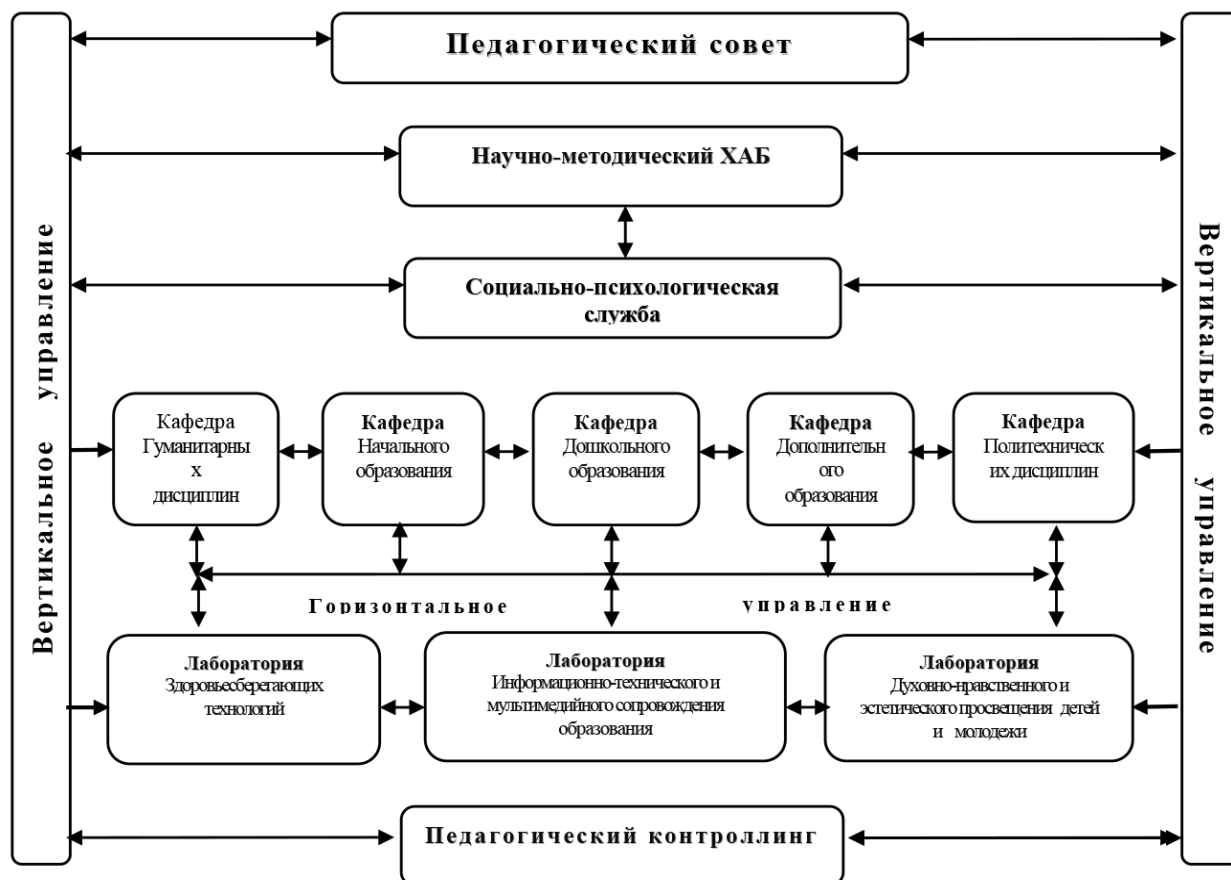 Педагогический совет
Научно-методический ХАБ
Социально-психологическая
служба
Вертикальное управление
Вертикальное управление
Кафедра
Гуманитарны
х
дисциплин
Кафедра
Начального
образования
Кафедра
Дошкольного
образования
Кафедра
Дополнительн
ого
образования
Кафедра
Политехническ
их дисциплин
Горизонтальное управление
Лаборатория
Здоровьесберегающих
технологий
Лаборатория
Информационно-технического и
мультимедийного сопровождения
образования
Лаборатория
Духовно-нравственного и
эстетического просвещения детей
и молодежи
Педагогический контроллинг